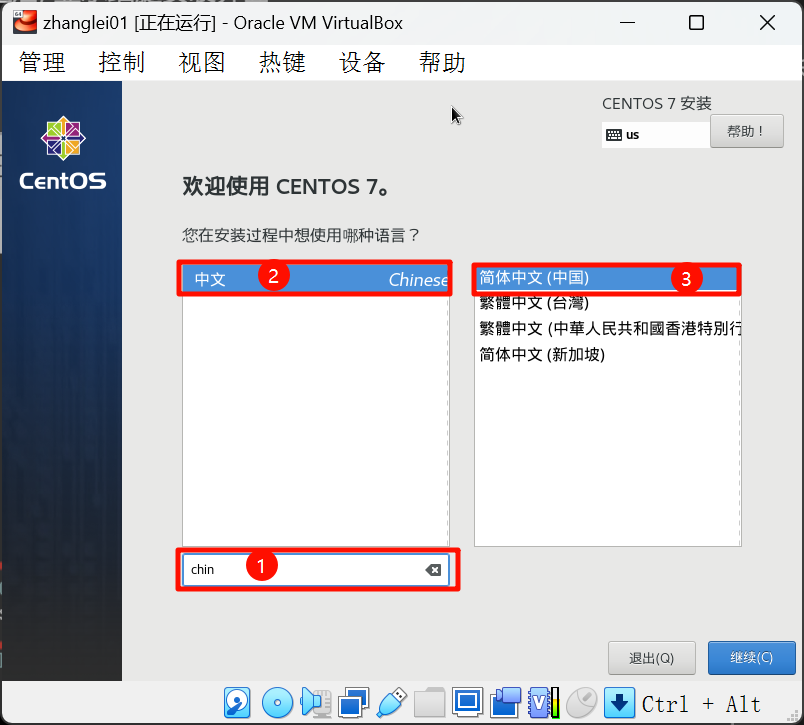 zhanglei01 [正在运行] - Oracle VM VirtualBox
管理 控制 视图 热键 设备 帮助
CENTOS 7 安装
us 帮助！
CentOS
欢迎使用 CENTOS 7。
您在安装过程中想使用哪种语言？
中文 2 Chinese
简体中文 (中国) 3
繁體中文 (台灣)
繁體中文 (中華人民共和國香港特別行
简体中文 (新加坡)
chin 1
退出(Q) 继续(C)
Ctrl + Alt